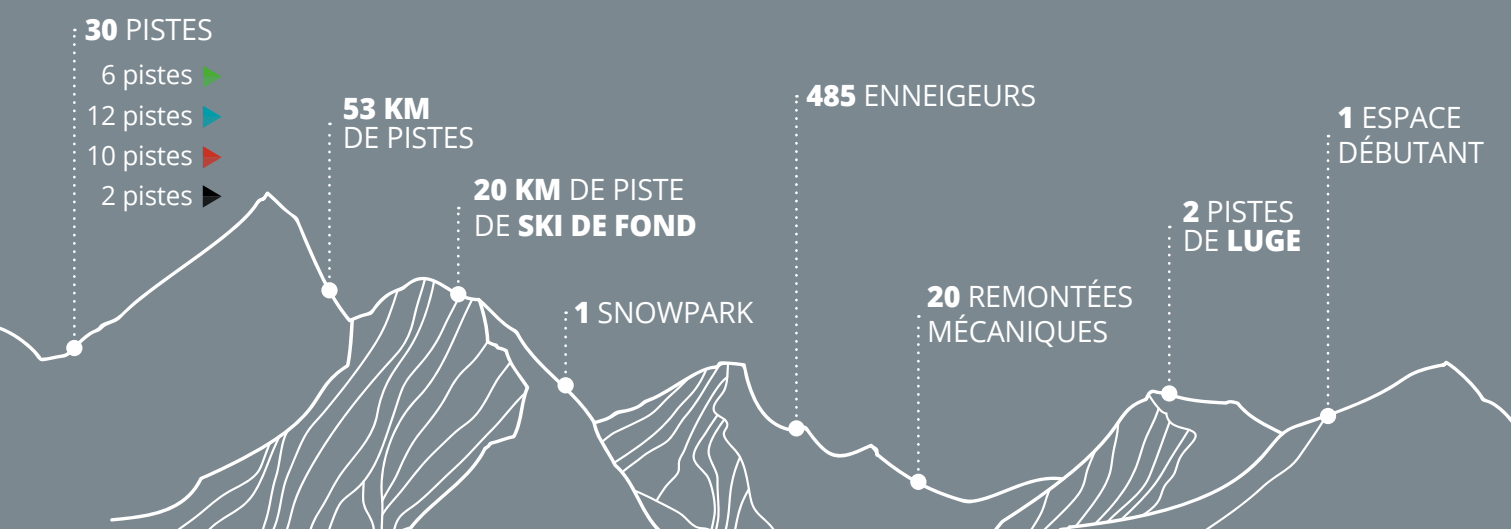 30 PISTES
6 pistes
12 pistes
10 pistes
2 pistes
53 KM
DE PISTES
20 KM DE PISTE
DE SKI DE FOND
1 SNOWPARK
485 ENNEIGEURS
20 REMONTÉES
MÉCANIQUES
2 PISTES
DE LUGE
1 ESPACE
DÉBUTANT